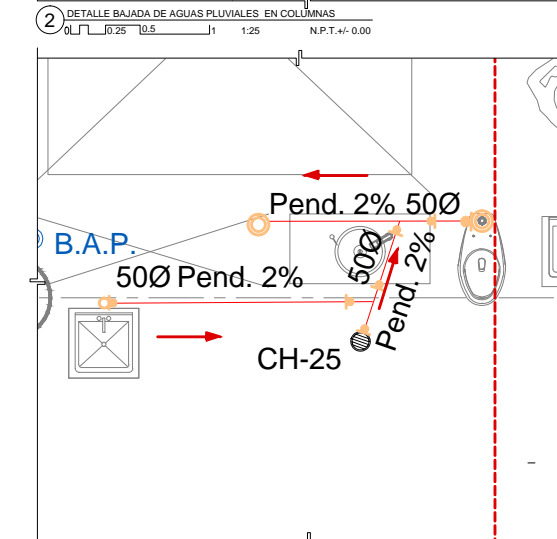 2 DETALLE BAJADA DE AGUAS PLUVIALES EN COLUMNAS
0 0.25 0.5 1 1:25 N.P.T.+/- 0.00
Pend. 2% 50Ø
B.A.P.
50Ø Pend. 2%
50Ø
Pend. 2%
CH-25